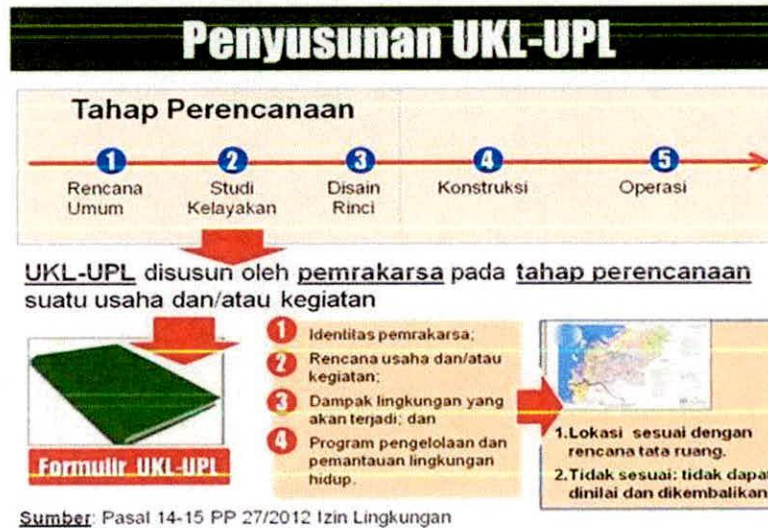 Penyusunan UKL-UPL
Tahap Perencanaan
1
2
3
4
5
Rencana
Umum
Studi
Kelayakan
Disain
Rinci
Konstruksi
Operasi
UKL-UPL disusun oleh pemrakarsa pada tahap perencanaan
suatu usaha dan/atau kegiatan
Formulir UKL-UPL
1 Identitas pemrakarsa;
2 Rencana usaha dan/atau
kegiatan;
3 Dampak lingkungan yang
akan terjadi; dan
4 Program pengelolaan dan
pemantauan lingkungan
hidup.
1.Lokasi sesuai dengan
rencana tata ruang.
2.Tidak sesuai: tidak dapat
dinilai dan dikembalikan
Sumber: Pasal 14-15 PP 27/2012 Izin Lingkungan